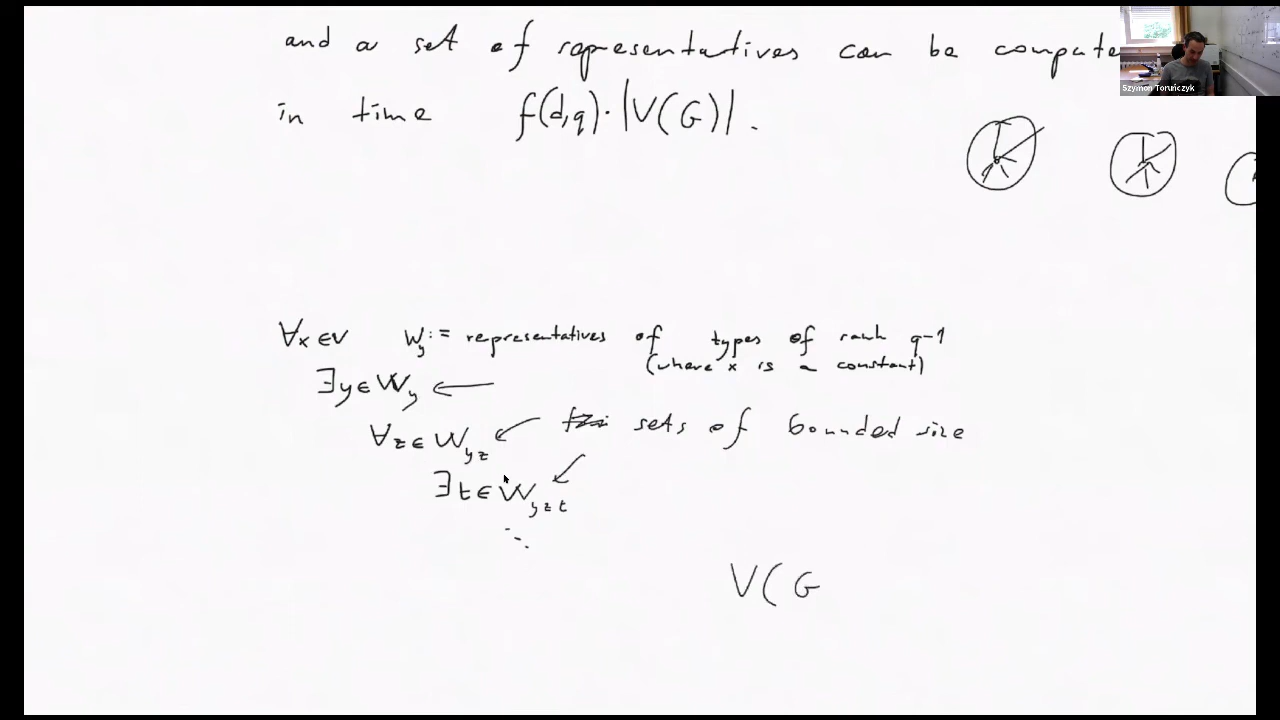 and a set of representatives can be compute
in time f(d,q)·|V(G)|.
Szymon Toruńczyk
∀x∈V W_y := representatives of types of rank q-1
(where x is a constant)
∃y∈W_y ←
∀z∈W_yz sets of bounded size
∃t∈W_yzt
⋱
V(G